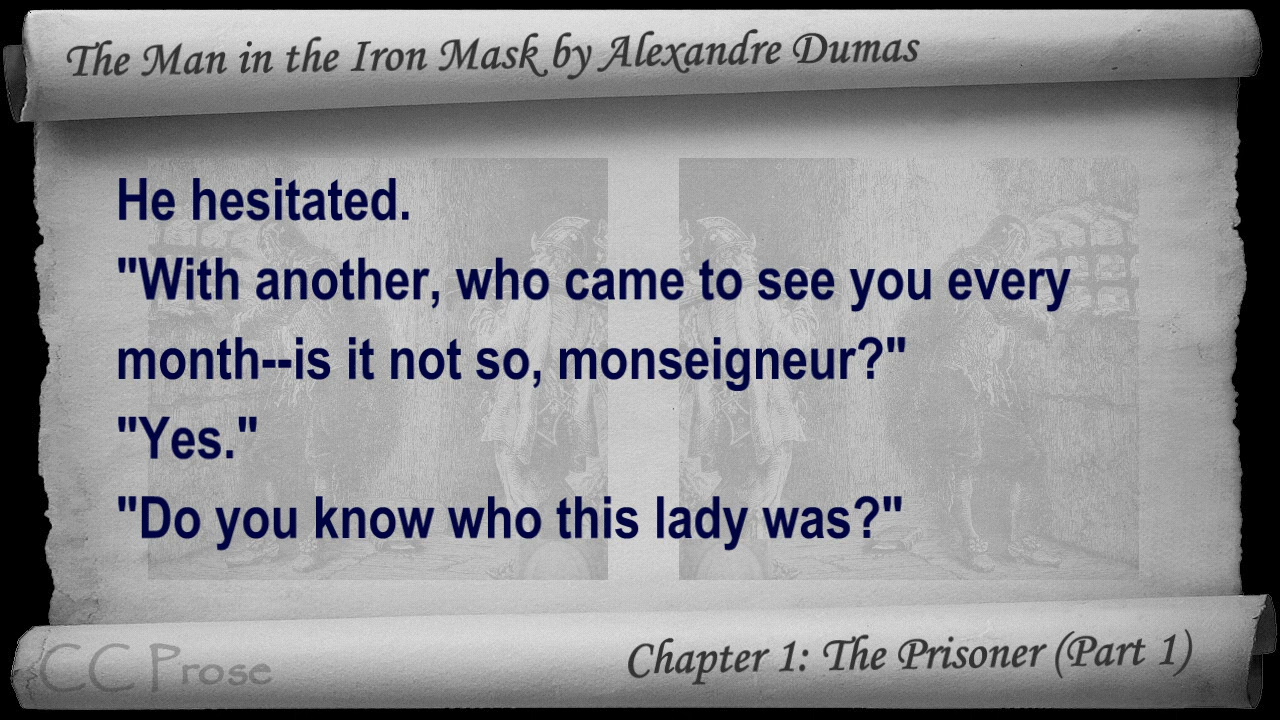 The Man in the Iron Mask by Alexandre Dumas
He hesitated.
"With another, who came to see you every
month--is it not so, monseigneur?"
"Yes."
"Do you know who this lady was?"
CC Prose
Chapter 1: The Prisoner (Part 1)